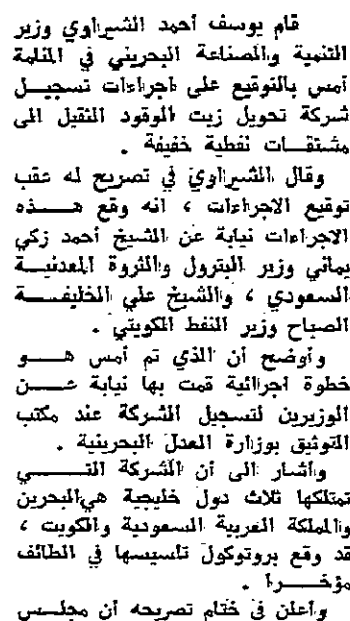 قام يوسف أحمد الشيراوي وزير
التنمية والصناعة البحريني في المنامة
أمس بالتوقيع على اجراءات تسجيل
شركة تحويل زيت الوقود الثقيل الى
مشتقات نفطية خفيفة .
وقال الشيراوي في تصريح له عقب
توقيع الاجراءات ، انه وقع هذه
الاجراءات نيابة عن الشيخ أحمد زكي
يماني وزير البترول والثروة المعدنية
السعودي ، والشيخ علي الخليفة
الصباح وزير النفط الكويتي .
وأوضح أن الذي تم أمس هو
خطوة اجرائية قمت بها نيابة عن
الوزيرين لتسجيل الشركة عند مكتب
التوثيق بوزارة العدل البحرينية .
وأشار الى أن الشركة التي
تمتلكها ثلاث دول خليجية هي البحرين
والمملكة العربية السعودية والكويت ،
قد وقع بروتوكول تأسيسها في الطائف
مؤخرا .
وأعلن في ختام تصريحه أن مجلس